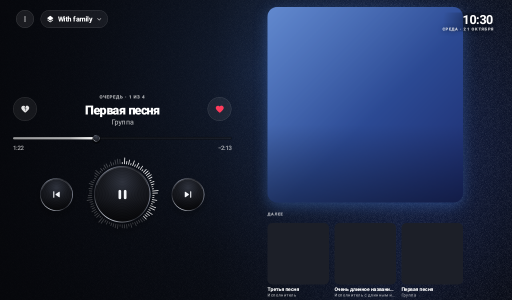 With family
10:30
СРЕДА · 21 ОКТЯБРЯ
ОЧЕРЕДЬ · 1 ИЗ 4
Первая песня
Группа
1:22
−2:13
ДАЛЕЕ
Третья песня
Исполнитель
Очень длинное названи…
Исполнитель с длинным н…
Первая песня
Группа